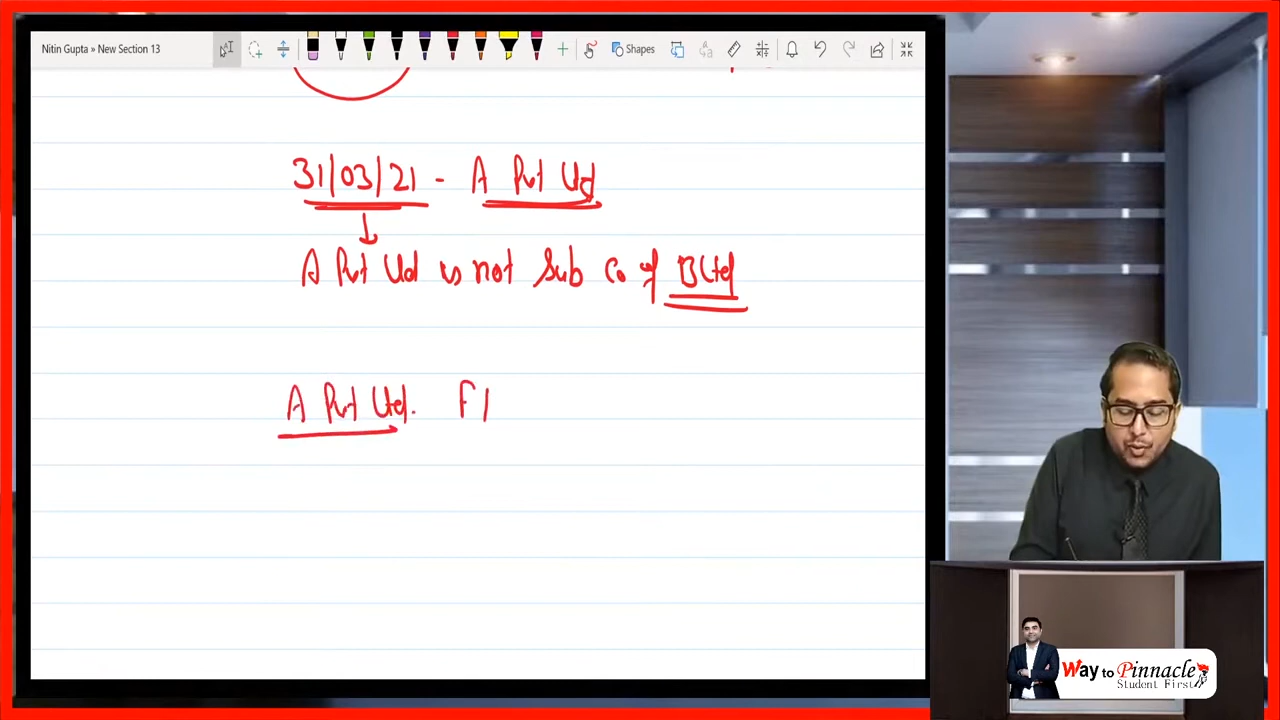 Nitin Gupta » New Section 13
Shapes
31/03/21 - A Pvt Ltd
A Pvt Ltd is not Sub Co of B Ltd
A Pvt Ltd. F
Way to Pinnacle
Student First